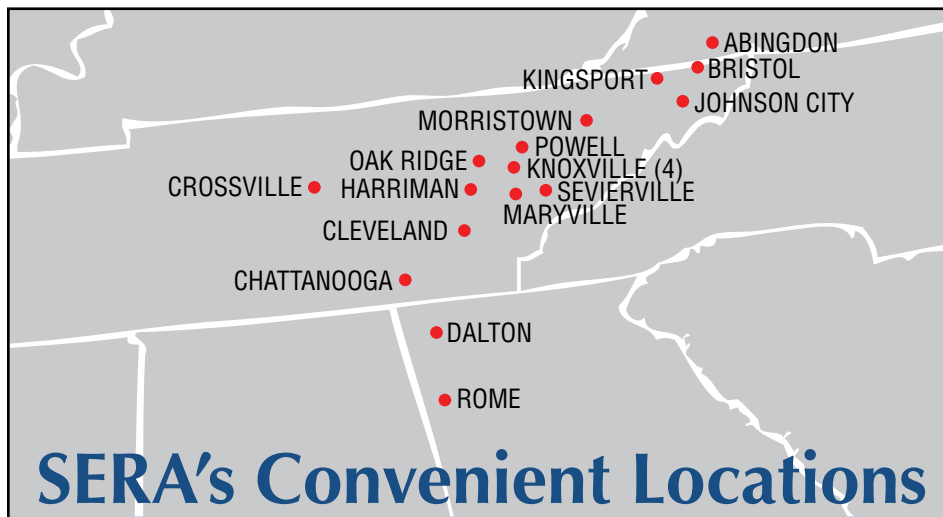 ABINGDON
BRISTOL
KINGSPORT
JOHNSON CITY
MORRISTOWN
POWELL
OAK RIDGE
KNOXVILLE (4)
CROSSVILLE
HARRIMAN
SEVIERVILLE
MARYVILLE
CLEVELAND
CHATTANOOGA
DALTON
ROME
SERA's Convenient Locations